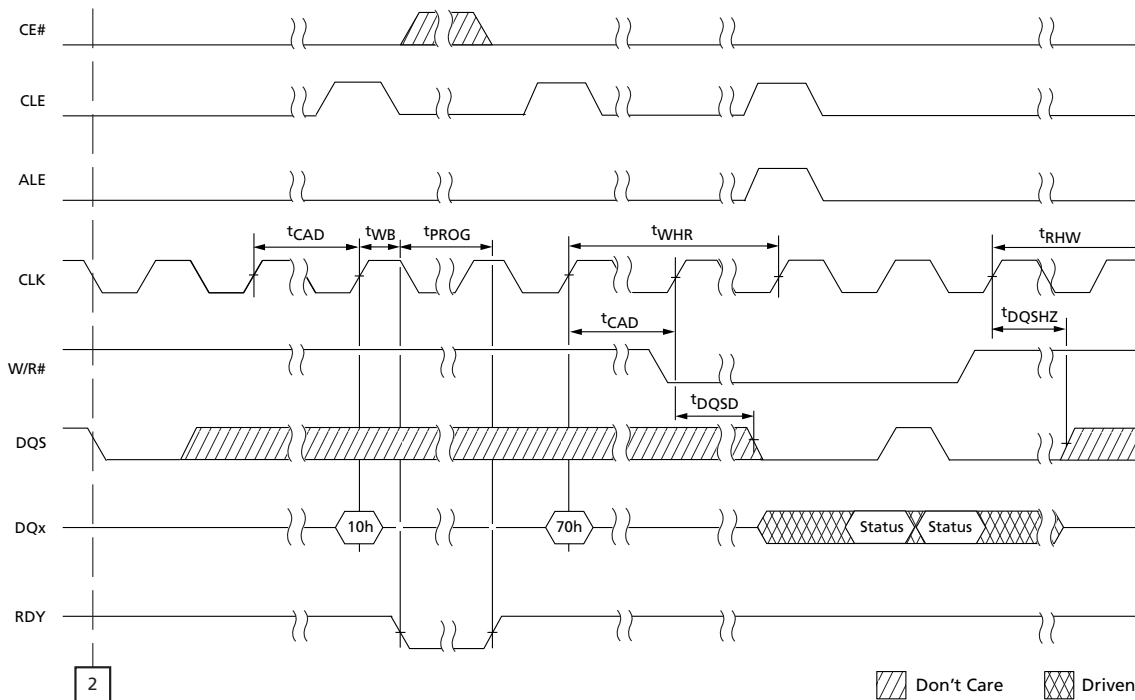 CE#
CLE
ALE
tCAD
tWB
tPROG
tWHR
tRHW
CLK
tCAD
tDQSHZ
W/R#
tDQSD
DQS
DQx
10h
70h
Status
Status
RDY
2
Don't Care
Driven